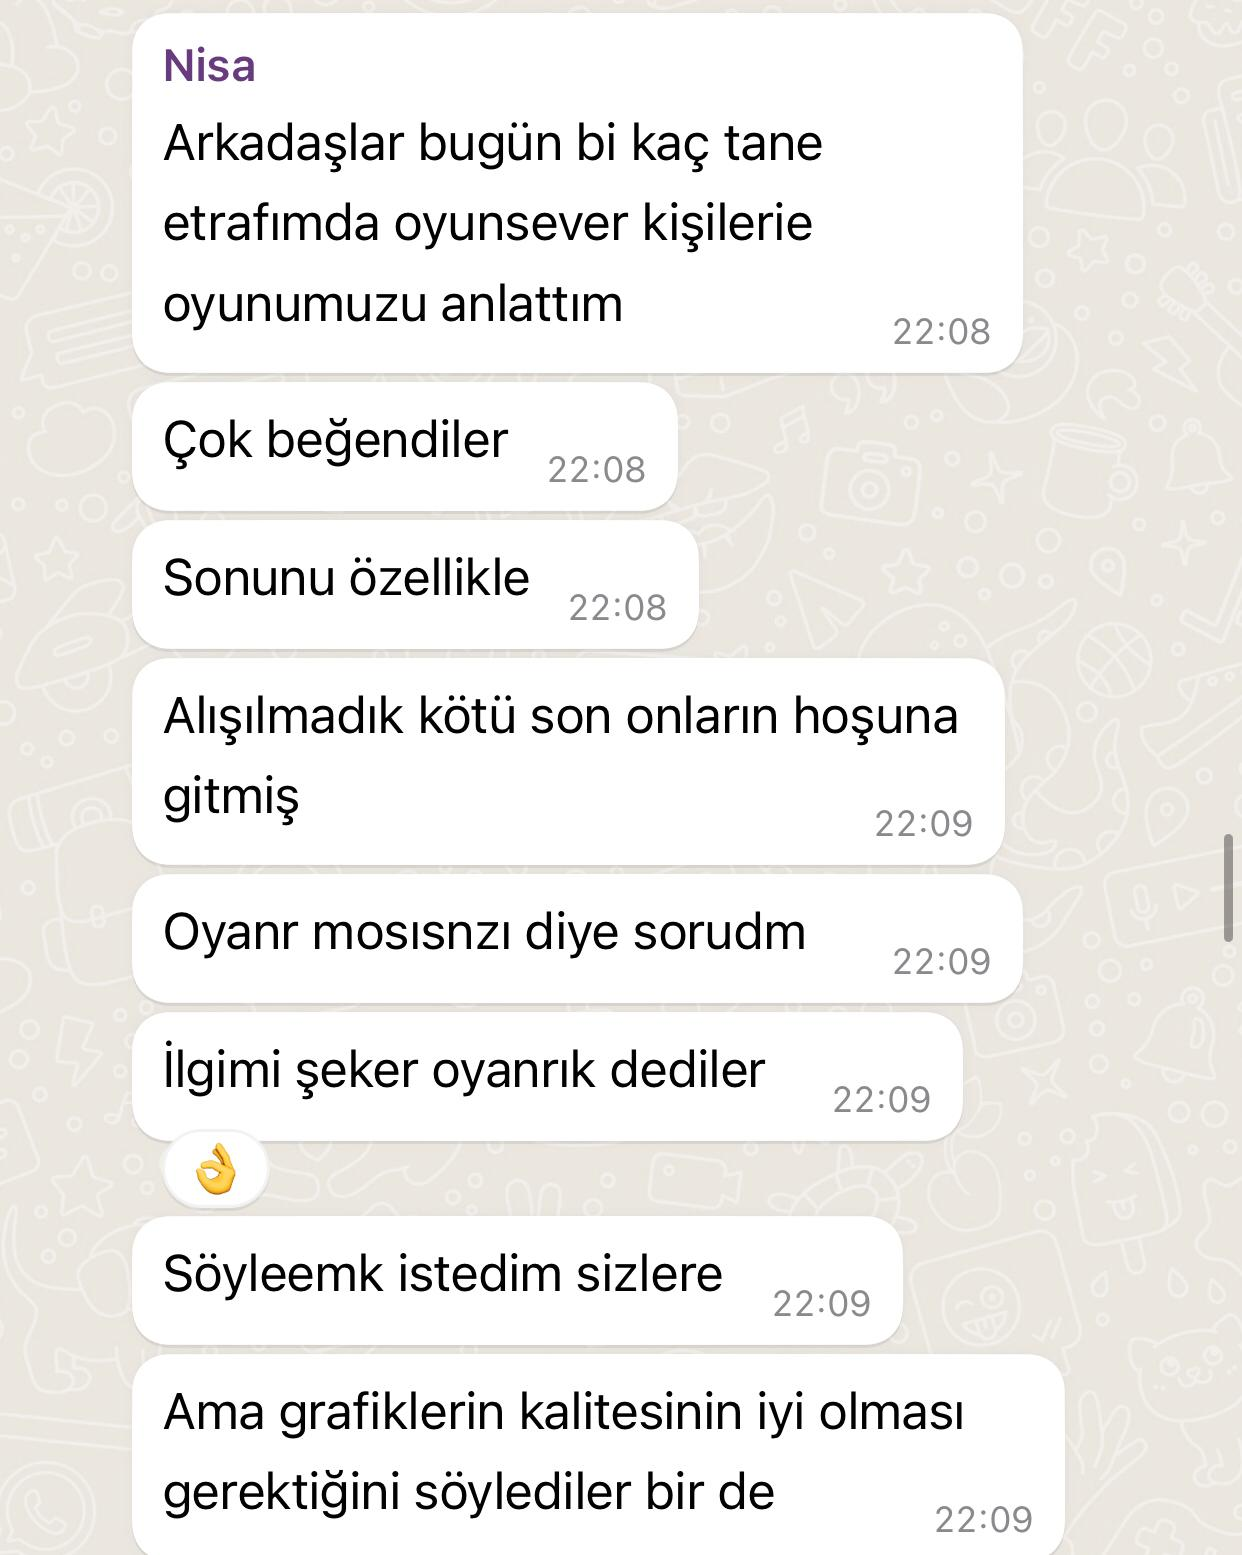 Nisa
Arkadaşlar bugün bi kaç tane
etrafımda oyunsever kişilerie
oyunumuzu anlattım
22:08
Çok beğendiler
22:08
Sonunu özellikle
22:08
Alışılmadık kötü son onların hoşuna
gitmiş
22:09
Oyanr mosısnzı diye sorudm
22:09
İlgimi şeker oyanrık dediler
22:09
👌
Söyleemk istedim sizlere
22:09
Ama grafiklerin kalitesinin iyi olması
gerektiğini söylediler bir de
22:09